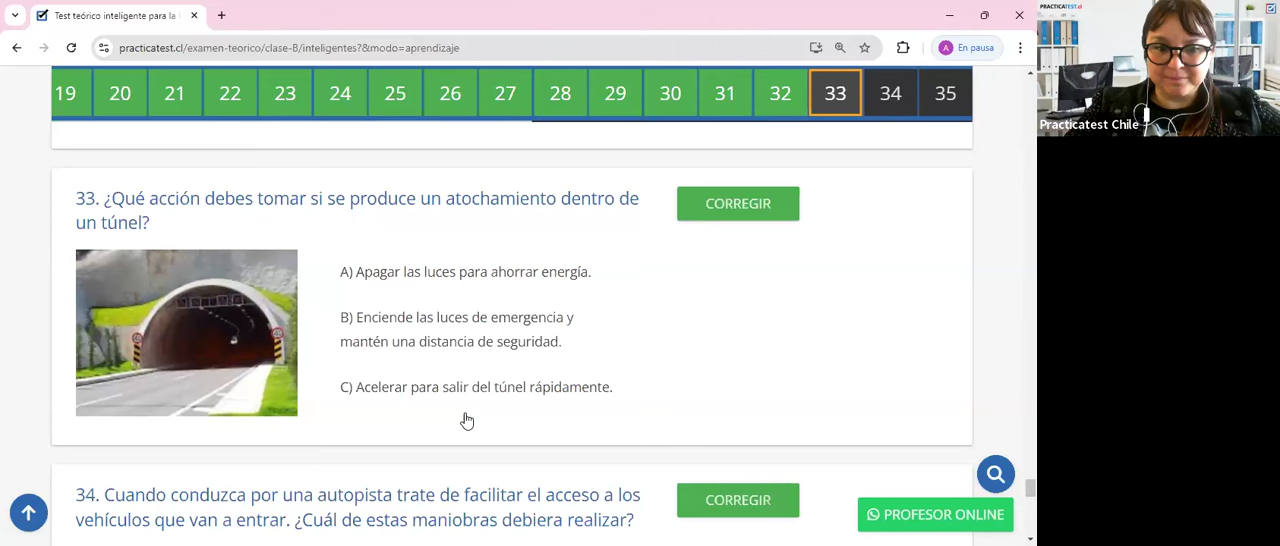 Test teórico inteligente para la l
practicatest.cl/examen-teorico/clase-B/inteligentes?&modo=aprendizaje
A En pausa
PRACTICATEST.cl
Practicatest Chile
19 20 21 22 23 24 25 26 27 28 29 30 31 32 33 34 35
33. ¿Qué acción debes tomar si se produce un atochamiento dentro de
un túnel?
CORREGIR
A) Apagar las luces para ahorrar energía.
B) Enciende las luces de emergencia y
mantén una distancia de seguridad.
C) Acelerar para salir del túnel rápidamente.
34. Cuando conduzca por una autopista trate de facilitar el acceso a los
vehículos que van a entrar. ¿Cuál de estas maniobras debiera realizar?
CORREGIR
PROFESOR ONLINE